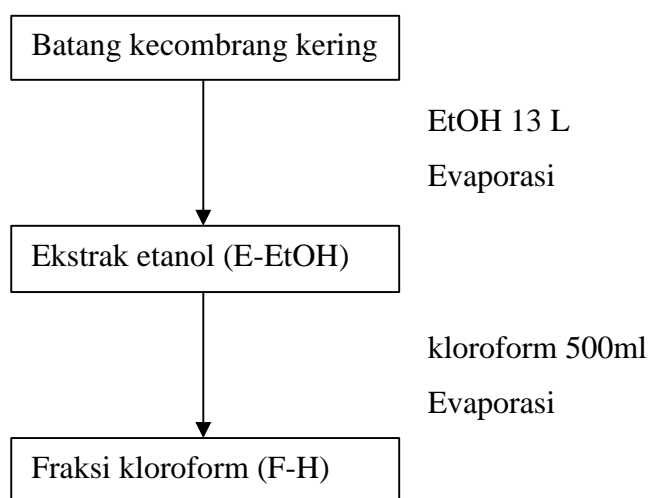 Batang kecombrang kering
EtOH 13 L
Evaporasi
Ekstrak etanol (E-EtOH)
kloroform 500ml
Evaporasi
Fraksi kloroform (F-H)